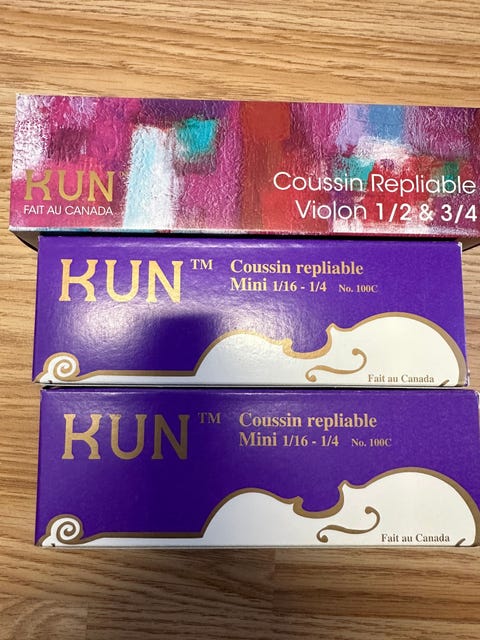 KUN
FAIT AU CANADA
Coussin Repliable
Violon 1/2 & 3/4
KUN™
Coussin repliable
Mini 1/16 - 1/4 No. 100C
Fait au Canada
KUN™
Coussin repliable
Mini 1/16 - 1/4 No. 100C
Fait au Canada